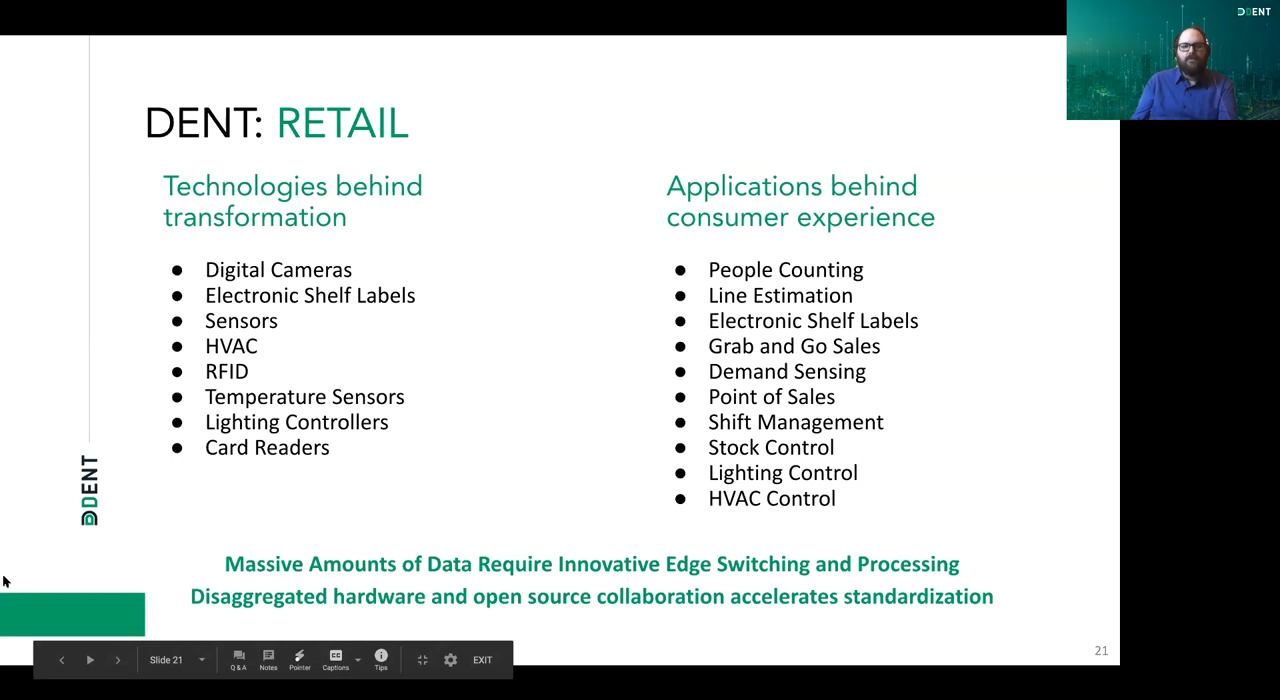 DENT
DENT: RETAIL
Technologies behind
transformation
● Digital Cameras
● Electronic Shelf Labels
● Sensors
● HVAC
● RFID
● Temperature Sensors
● Lighting Controllers
● Card Readers
Applications behind
consumer experience
● People Counting
● Line Estimation
● Electronic Shelf Labels
● Grab and Go Sales
● Demand Sensing
● Point of Sales
● Shift Management
● Stock Control
● Lighting Control
● HVAC Control
DENT
Massive Amounts of Data Require Innovative Edge Switching and Processing
Disaggregated hardware and open source collaboration accelerates standardization
21
Slide 21
Q & A
Notes
Pointer
CC
Captions
Tips
EXIT